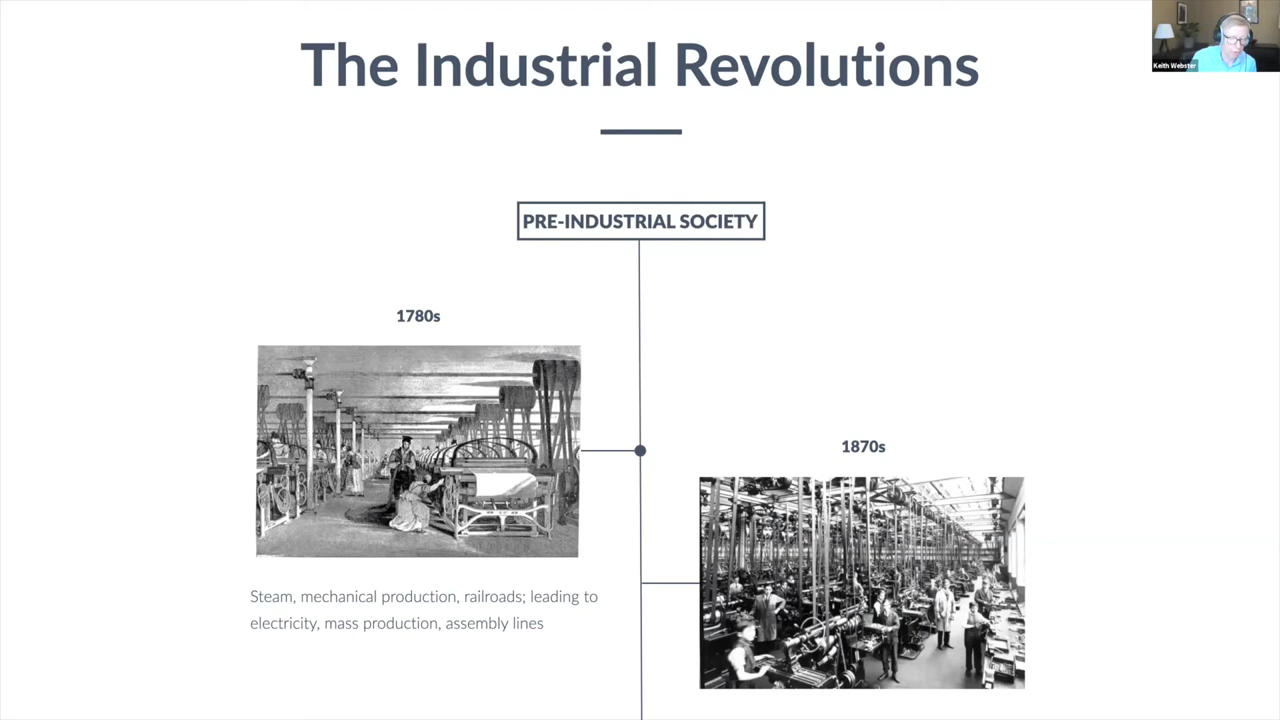 The Industrial Revolutions
Keith Webster
PRE-INDUSTRIAL SOCIETY
1780s
1870s
Steam, mechanical production, railroads; leading to
electricity, mass production, assembly lines